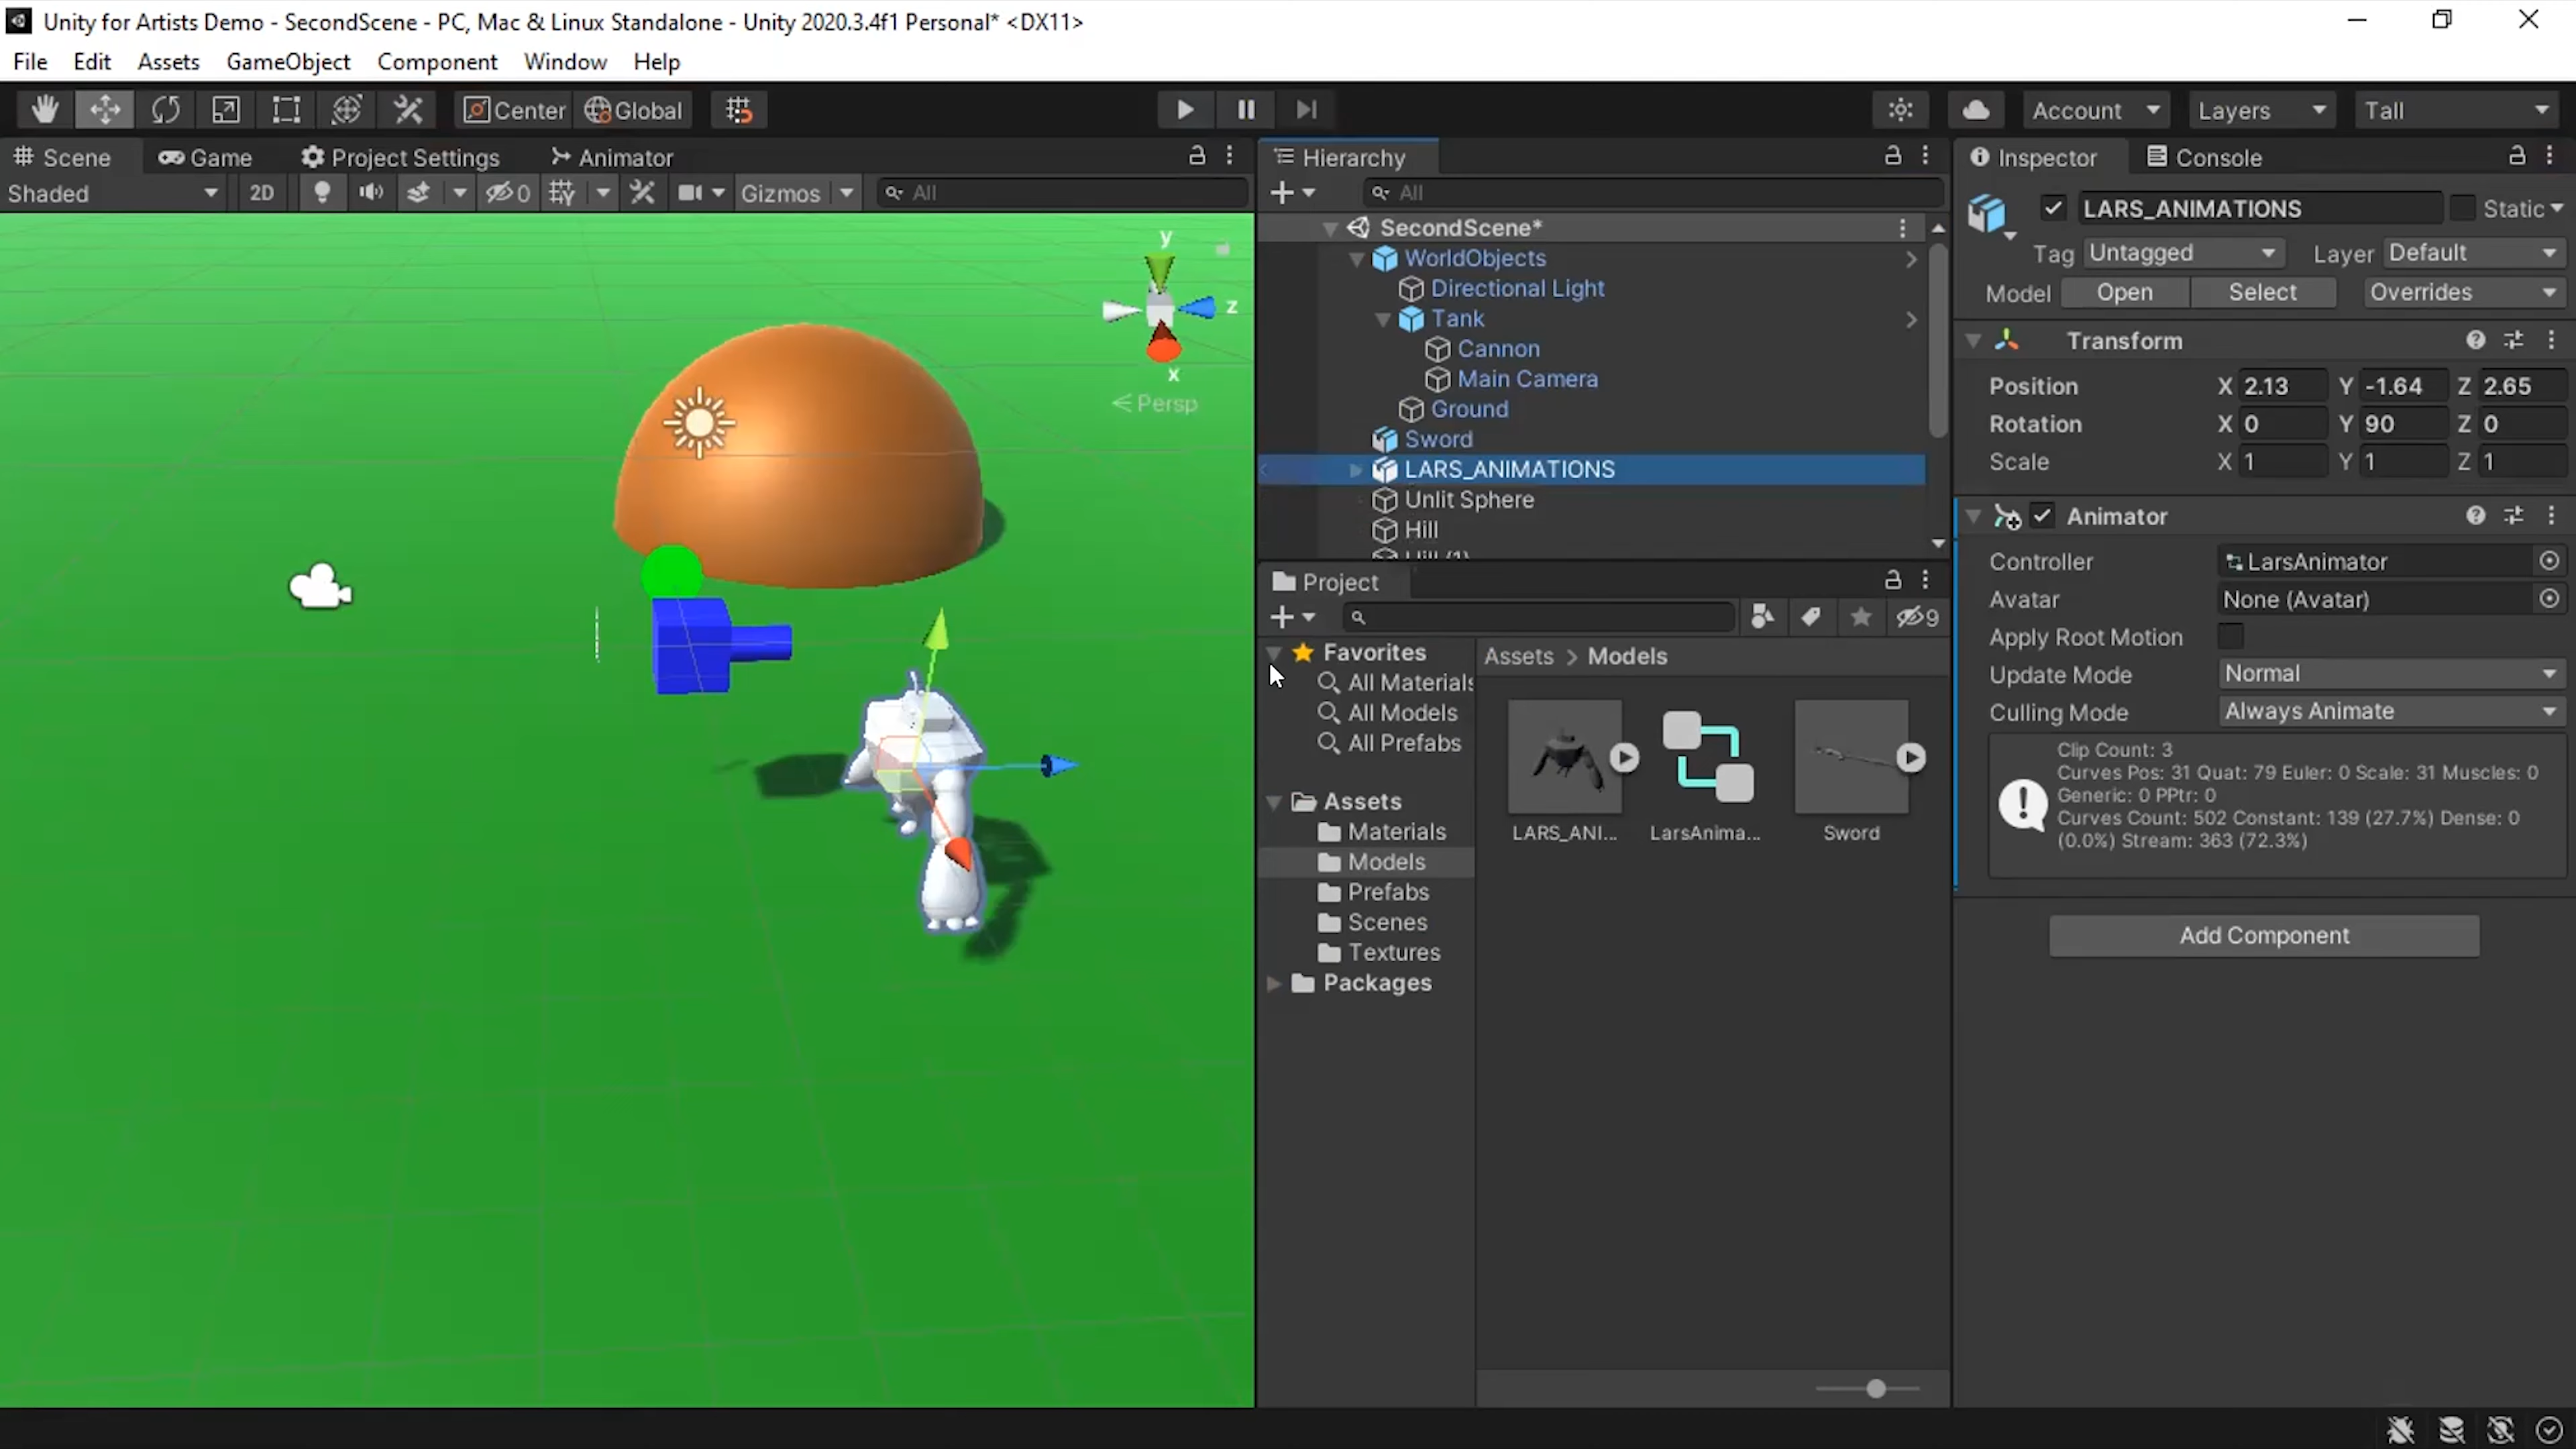 Unity for Artists Demo - SecondScene - PC, Mac & Linux Standalone - Unity 2020.3.4f1 Personal* <DX11>
File Edit Assets GameObject Component Window Help
Center Global Account Layers Tall
Scene Game Project Settings Animator
Shaded 2D 0 Gizmos All
y
z
x
Persp
Hierarchy
All
SecondScene*
WorldObjects
Directional Light
Tank
Cannon
Main Camera
Ground
Sword
LARS_ANIMATIONS
Unlit Sphere
Hill
Hill (1)
Project
9
Favorites
All Materials
All Models
All Prefabs
Assets
Materials
Models
Prefabs
Scenes
Textures
Packages
Assets > Models
LARS_ANI... LarsAnima... Sword
Inspector Console
LARS_ANIMATIONS Static
Tag Untagged Layer Default
Model Open Select Overrides
Transform
Position X 2.13 Y -1.64 Z 2.65
Rotation X 0 Y 90 Z 0
Scale X 1 Y 1 Z 1
Animator
Controller LarsAnimator
Avatar None (Avatar)
Apply Root Motion
Update Mode Normal
Culling Mode Always Animate
Clip Count: 3
Curves Pos: 31 Quat: 79 Euler: 0 Scale: 31 Muscles: 0
Generic: 0 PPtr: 0
Curves Count: 502 Constant: 139 (27.7%) Dense: 0
(0.0%) Stream: 363 (72.3%)
Add Component